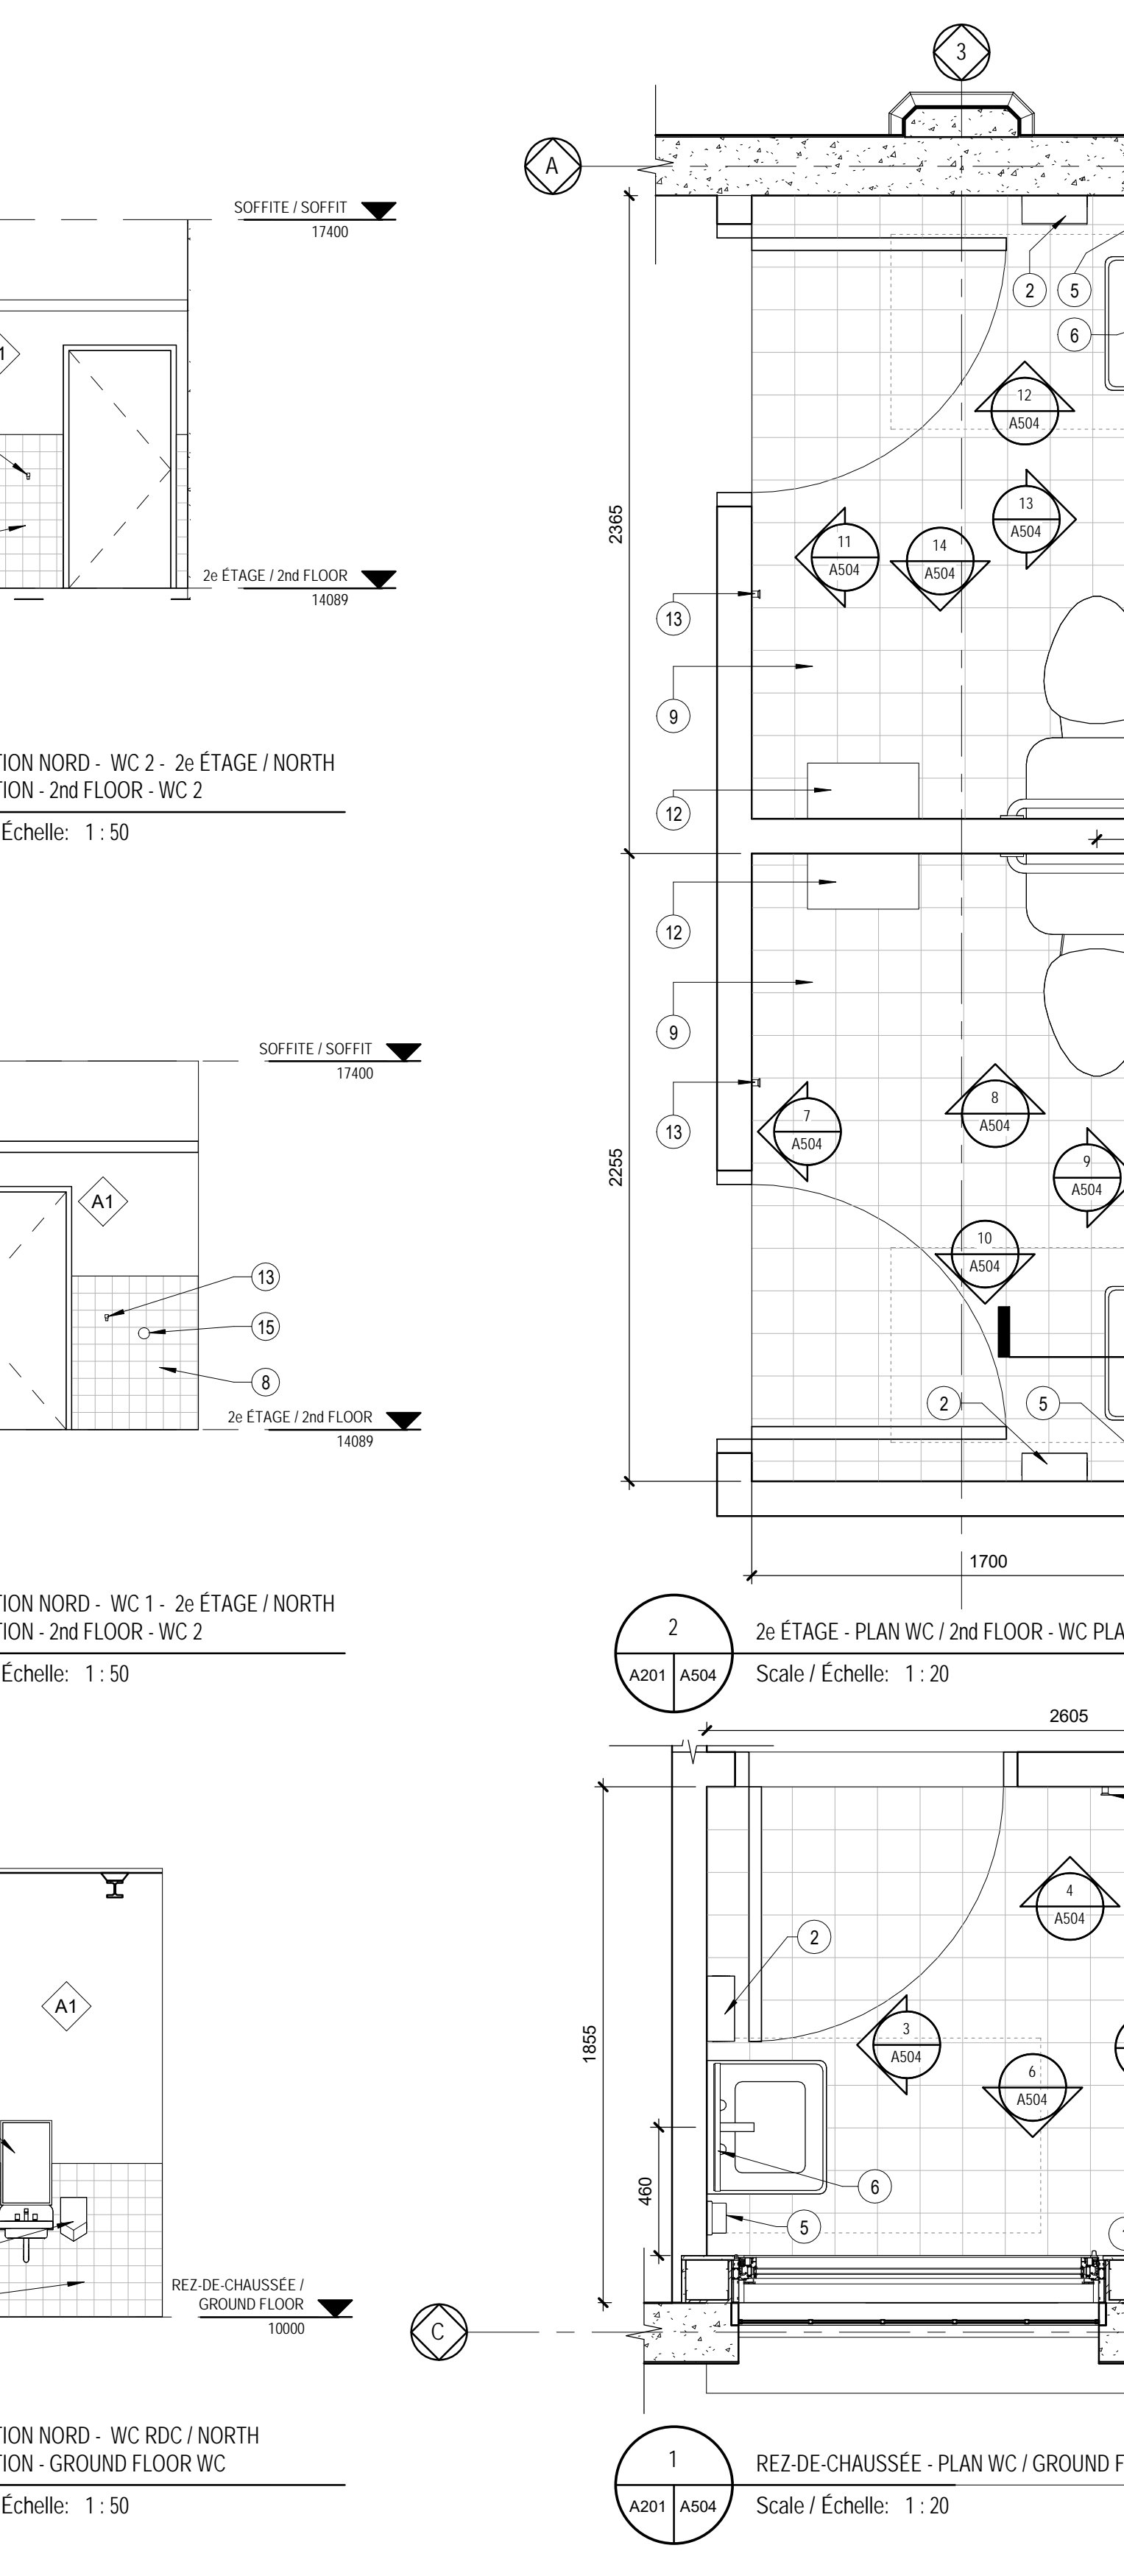 SOFFITE / SOFFIT
17400
1
2e ÉTAGE / 2nd FLOOR
14089
TION NORD - WC 2 - 2e ÉTAGE / NORTH
TION - 2nd FLOOR - WC 2
Échelle: 1 : 50
SOFFITE / SOFFIT
17400
A1
13
15
8
2e ÉTAGE / 2nd FLOOR
14089
TION NORD - WC 1 - 2e ÉTAGE / NORTH
TION - 2nd FLOOR - WC 2
Échelle: 1 : 50
A1
REZ-DE-CHAUSSÉE /
GROUND FLOOR
10000
TION NORD - WC RDC / NORTH
TION - GROUND FLOOR WC
Échelle: 1 : 50
3
A
2
5
6
12
A504
13
A504
11
A504
14
A504
2365
13
9
12
12
9
13
7
A504
8
A504
9
A504
10
A504
2255
2
5
1700
2
A201
A504
2e ÉTAGE - PLAN WC / 2nd FLOOR - WC PLA
Scale / Échelle: 1 : 20
2605
4
A504
2
3
A504
6
A504
1855
460
6
5
C
1
A201
A504
REZ-DE-CHAUSSÉE - PLAN WC / GROUND F
Scale / Échelle: 1 : 20